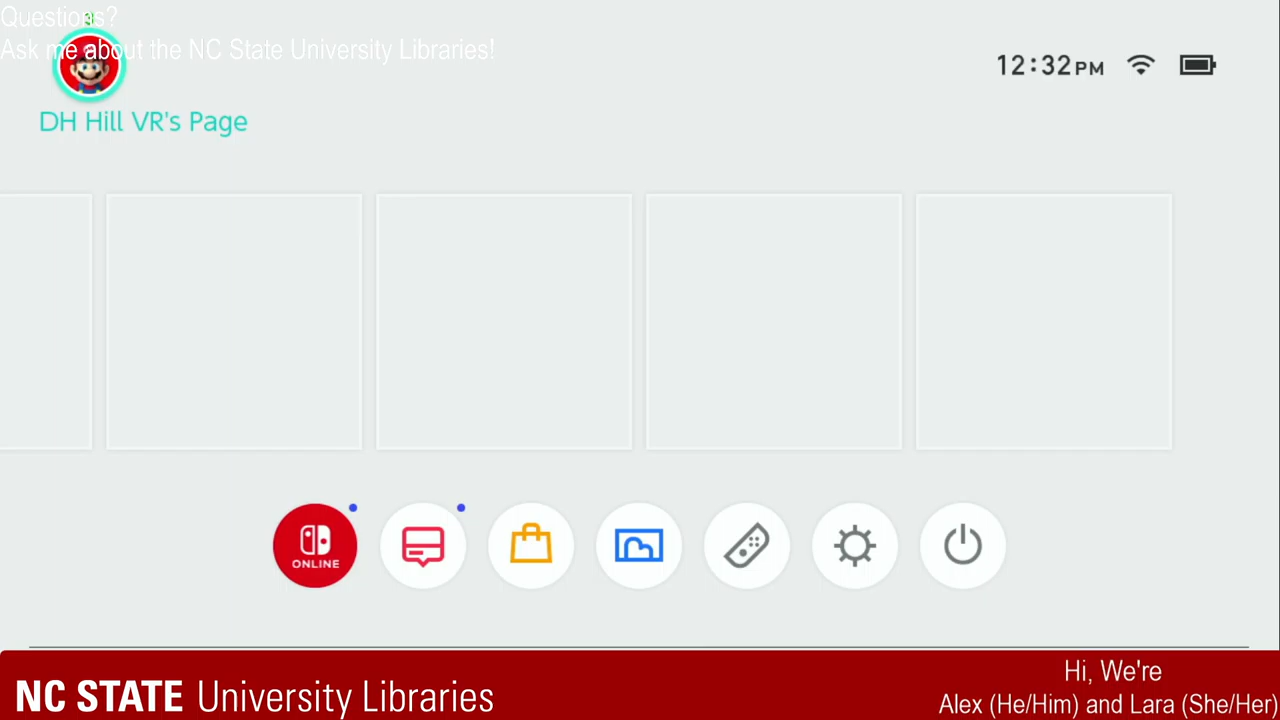 Questions?
Ask me about the NC State University Libraries!
12:32 PM
DH Hill VR's Page
ONLINE
Hi, We're
NC STATE University Libraries
Alex (He/Him) and Lara (She/Her)